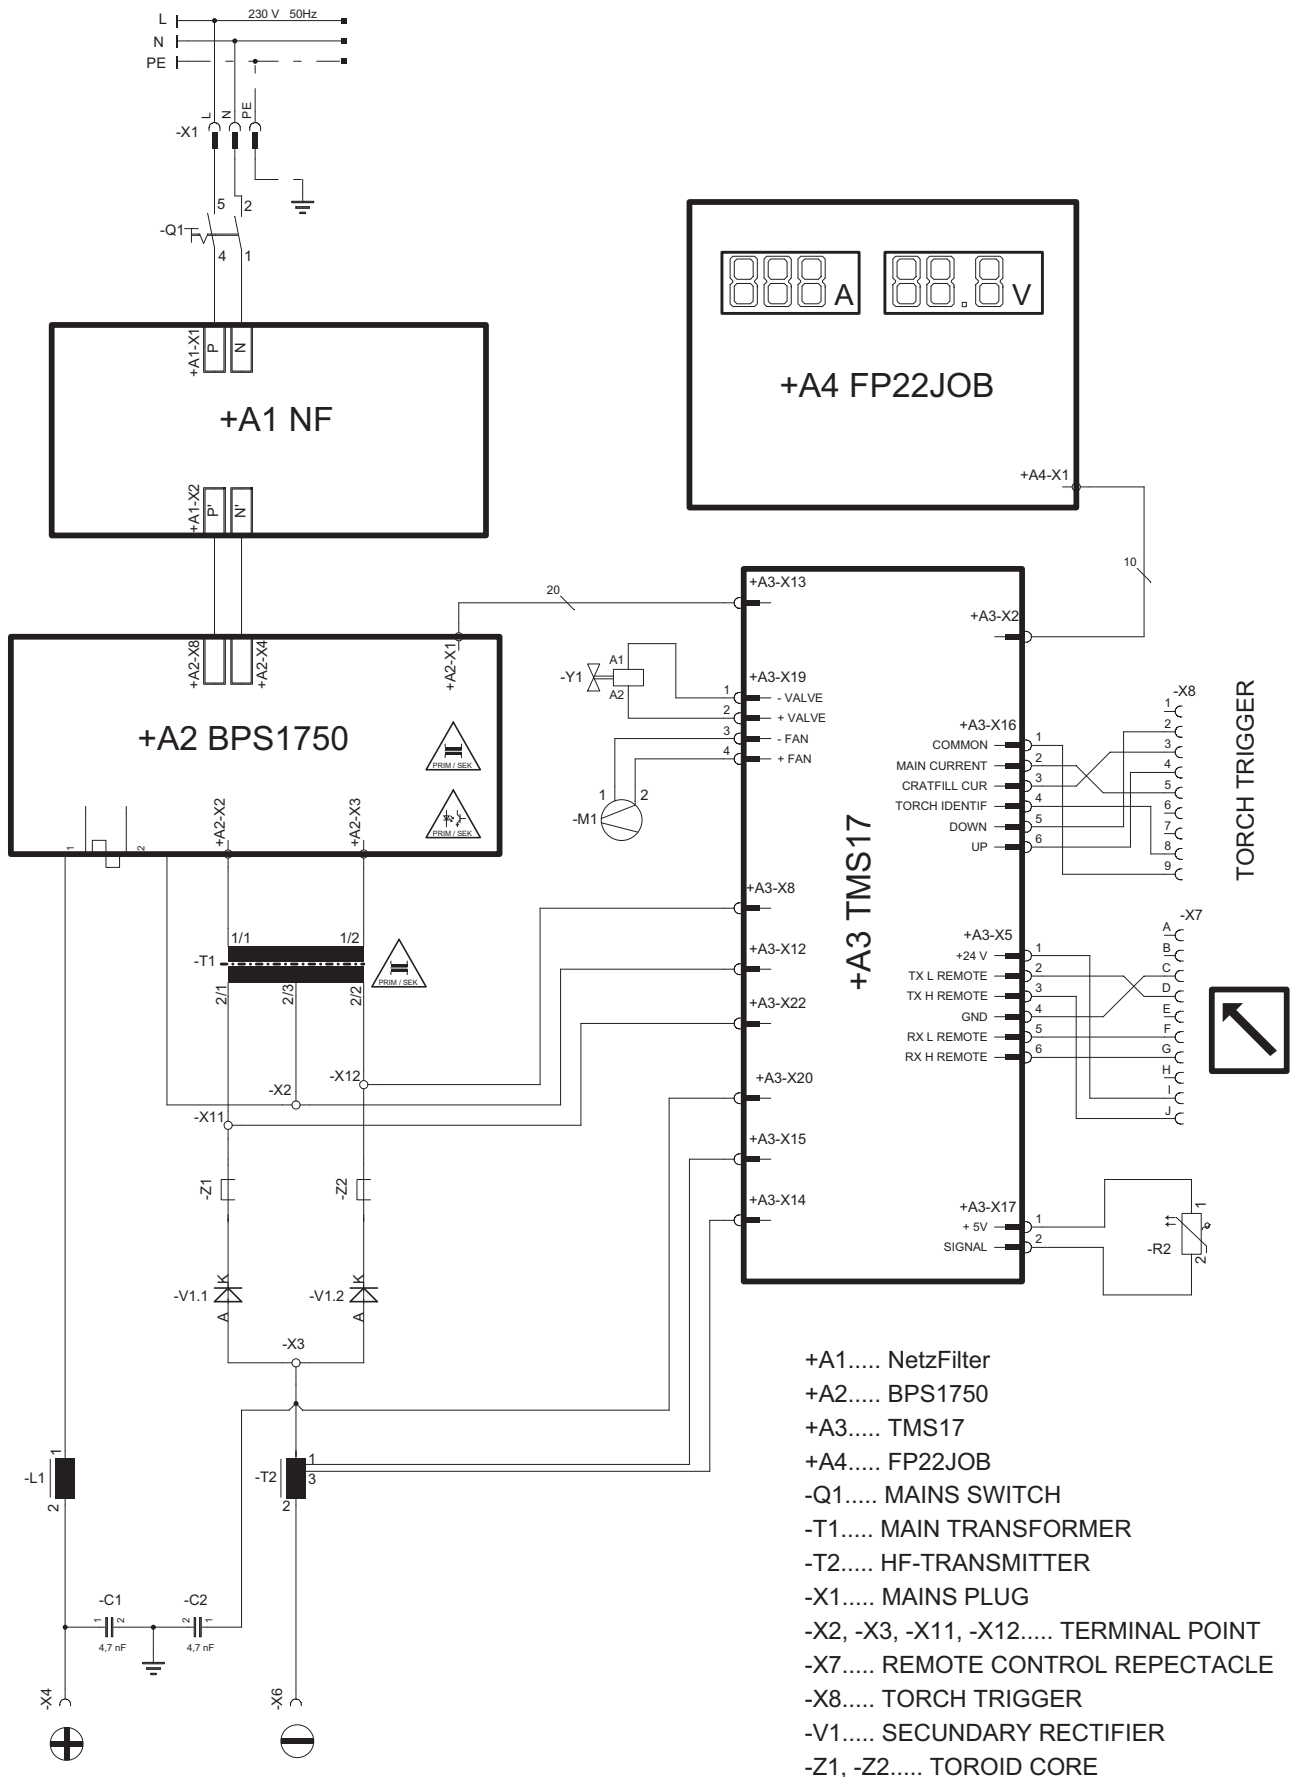 L 230 V 50Hz
N
PE
L N PE
-X1
5 2
-Q1
4 1
+A1-X1 P N
+A1 NF
+A1-X2 P' N'
A V
+A4 FP22JOB
+A4-X1
10
20
+A2-X8 +A2-X4 +A2-X1
+A2 BPS1750
PRIM / SEK
PRIM / SEK
1 2
+A2-X2 +A2-X3
1/1 1/2
-T1
PRIM / SEK
2/1 2/3 2/2
-X12
-X2
-X11
-Z1 -Z2
K K
-V1.1 -V1.2
A A
-X3
1
-L1
2
1
-T2 3
2
-C1 -C2
1 2 2 1
4,7 nF 4,7 nF
-X4 -X6
+A3 TMS17
+A3-X13
-Y1 A1
A2
+A3-X19
1 - VALVE
2 + VALVE
3 - FAN
4 + FAN
-M1 1 2
+A3-X8
+A3-X12
+A3-X22
+A3-X20
+A3-X15
+A3-X14
+A3-X2
+A3-X16
COMMON 1
MAIN CURRENT 2
CRATFILL CUR 3
TORCH IDENTIF 4
DOWN 5
UP 6
-X8
1
2
3
4
5
6
7
8
9
TORCH TRIGGER
+A3-X5
+24 V 1
TX L REMOTE 2
TX H REMOTE 3
GND 4
RX L REMOTE 5
RX H REMOTE 6
-X7
A
B
C
D
E
F
G
H
I
J
+A3-X17
+ 5V 1
SIGNAL 2
-R2 1 2
+A1..... NetzFilter
+A2..... BPS1750
+A3..... TMS17
+A4..... FP22JOB
-Q1..... MAINS SWITCH
-T1..... MAIN TRANSFORMER
-T2..... HF-TRANSMITTER
-X1..... MAINS PLUG
-X2, -X3, -X11, -X12..... TERMINAL POINT
-X7..... REMOTE CONTROL REPECTACLE
-X8..... TORCH TRIGGER
-V1..... SECUNDARY RECTIFIER
-Z1, -Z2..... TOROID CORE